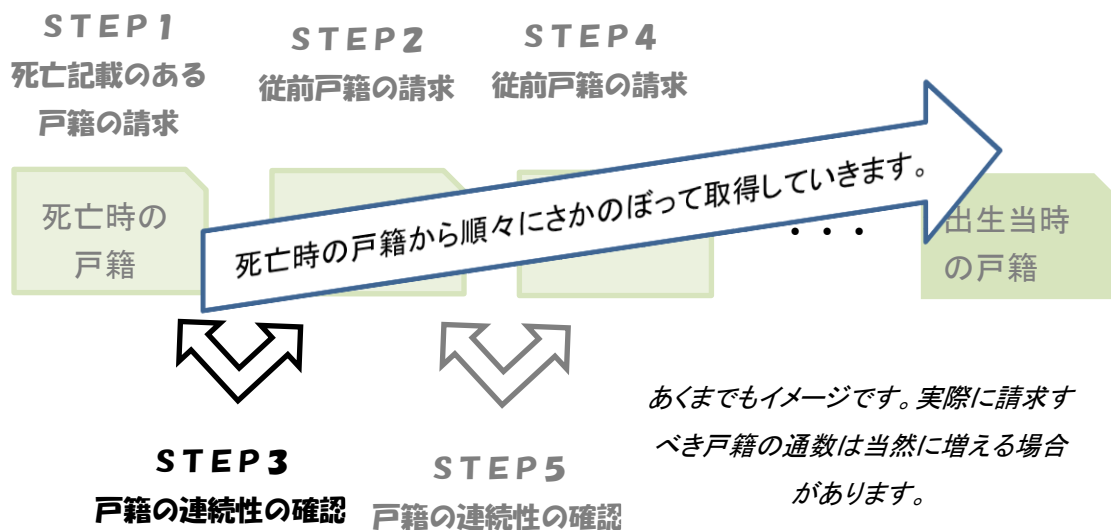 STEP1
死亡記載のある
戸籍の請求
STEP2
従前戸籍の請求
STEP4
従前戸籍の請求
死亡時の
戸籍
死亡時の戸籍から順々にさかのぼって取得していきます。
・・・
出生当時
の戸籍
STEP3
戸籍の連続性の確認
STEP5
戸籍の連続性の確認
あくまでもイメージです。実際に請求す
べき戸籍の通数は当然に増える場合
があります。